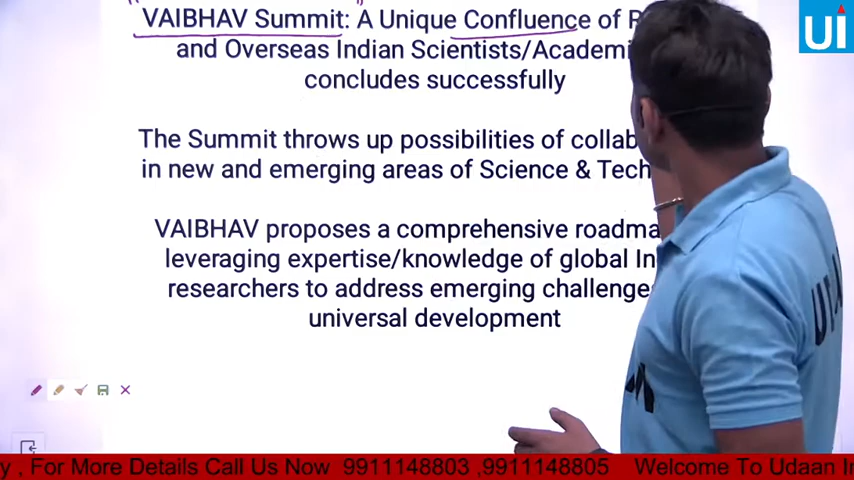 VAIBHAV Summit: A Unique Confluence of
and Overseas Indian Scientists/Academi
concludes successfully
The Summit throws up possibilities of collab
in new and emerging areas of Science & Tech
VAIBHAV proposes a comprehensive roadma
leveraging expertise/knowledge of global In
researchers to address emerging challenge
universal development
UI
y , For More Details Call Us Now 9911148803 ,9911148805 Welcome To Udaan In